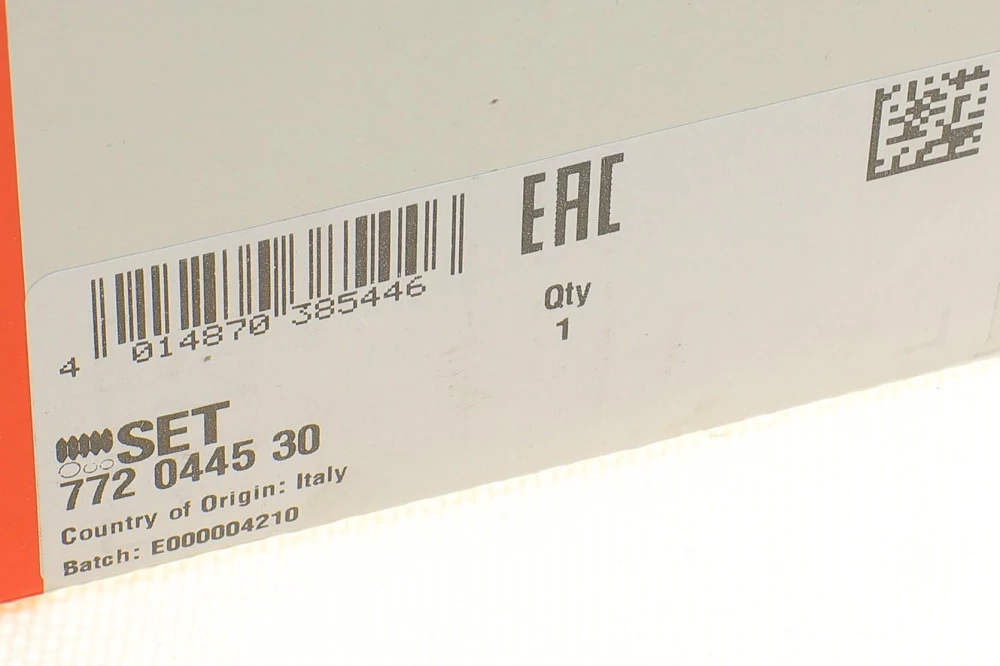 4 014870 385446
EAC
Qty
1
SET
772 0445 30
Country of Origin: Italy
Batch: E000004210